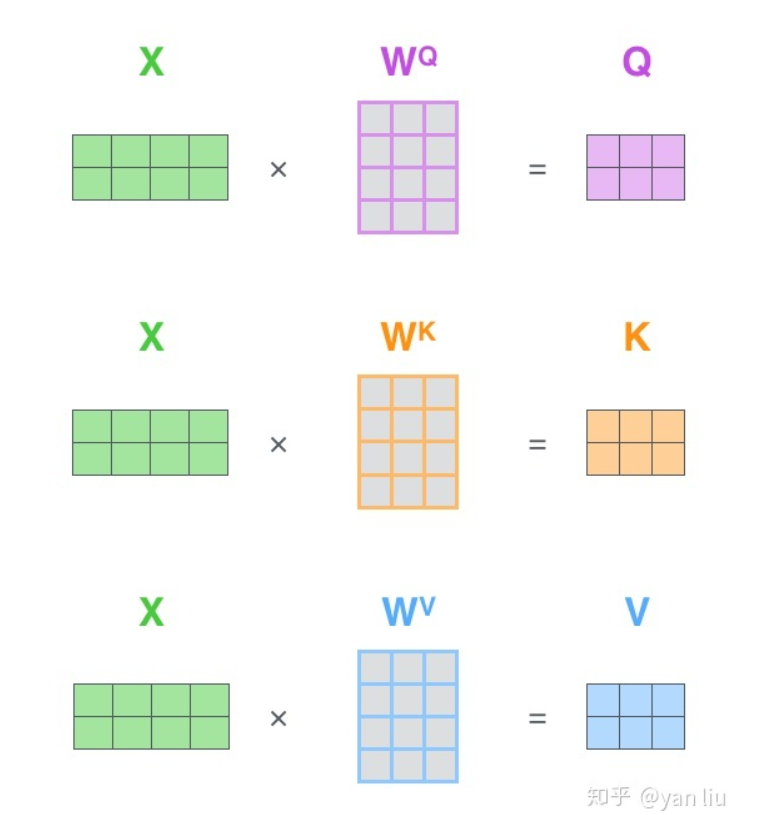 X W^Q Q
× =
X W^K K
× =
X W^V V
× =
知乎 @yan liu